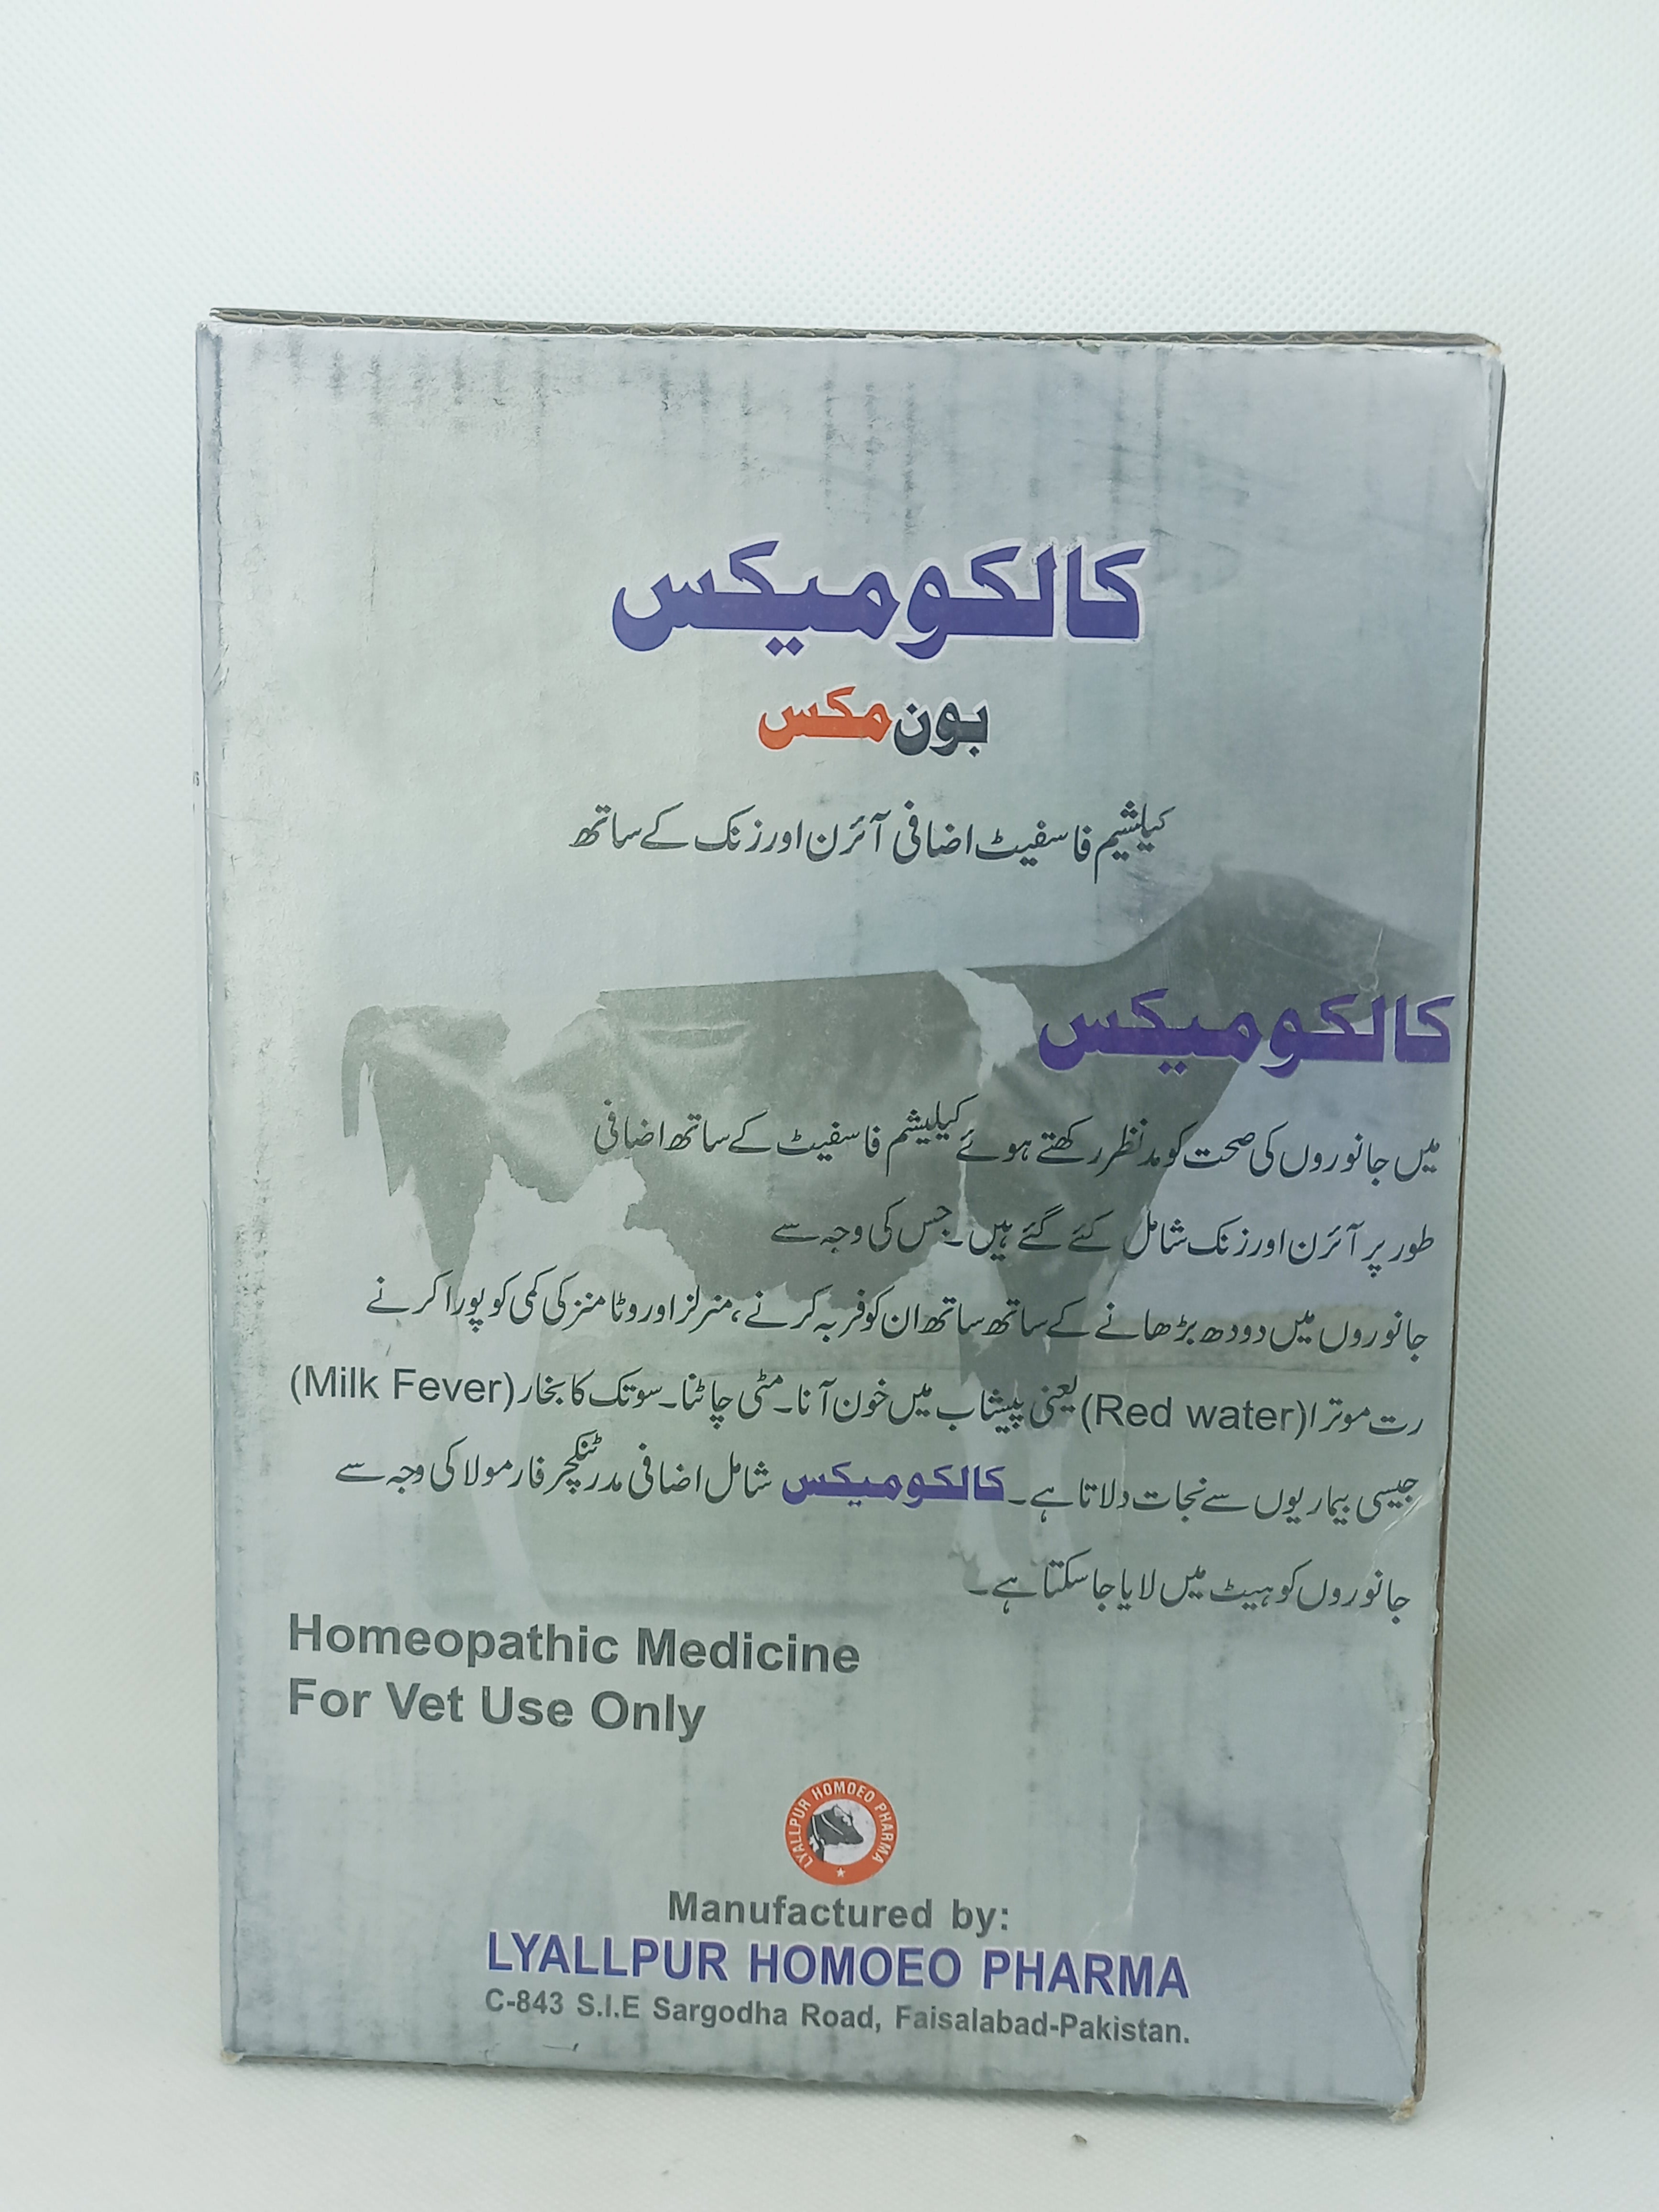 کالکومیکس
بون مکس
کیلشیم فاسفیٹ اضافی آئرن اور زنک کے ساتھ
کالکومیکس
میں جانوروں کی صحت کو مدنظر رکھتے ہوئے کیلیشم فاسفیٹ کے ساتھ اضافی
طور پر آئرن اور زنک شامل کئے گئے ہیں۔ جس کی وجہ سے
جانوروں میں دودھ بڑھانے کے ساتھ ساتھ ان کو فربہ کرنے، منرلز اور وٹامنز کی کمی کو پورا کرنے
رت موترا (Red water) یعنی پیشاب میں خون آنا۔ مٹی چاٹنا۔ سوتک کا بخار (Milk Fever)
جیسی بیماریوں سے نجات دلاتا ہے۔ کالکومیکس شامل اضافی مدر ٹنکچر فارمولا کی وجہ سے
جانوروں کو ہیٹ میں لایا جا سکتا ہے۔
Homeopathic Medicine
For Vet Use Only
LYALLPUR HOMOEO PHARMA
Manufactured by:
LYALLPUR HOMOEO PHARMA
C-843 S.I.E Sargodha Road, Faisalabad-Pakistan.